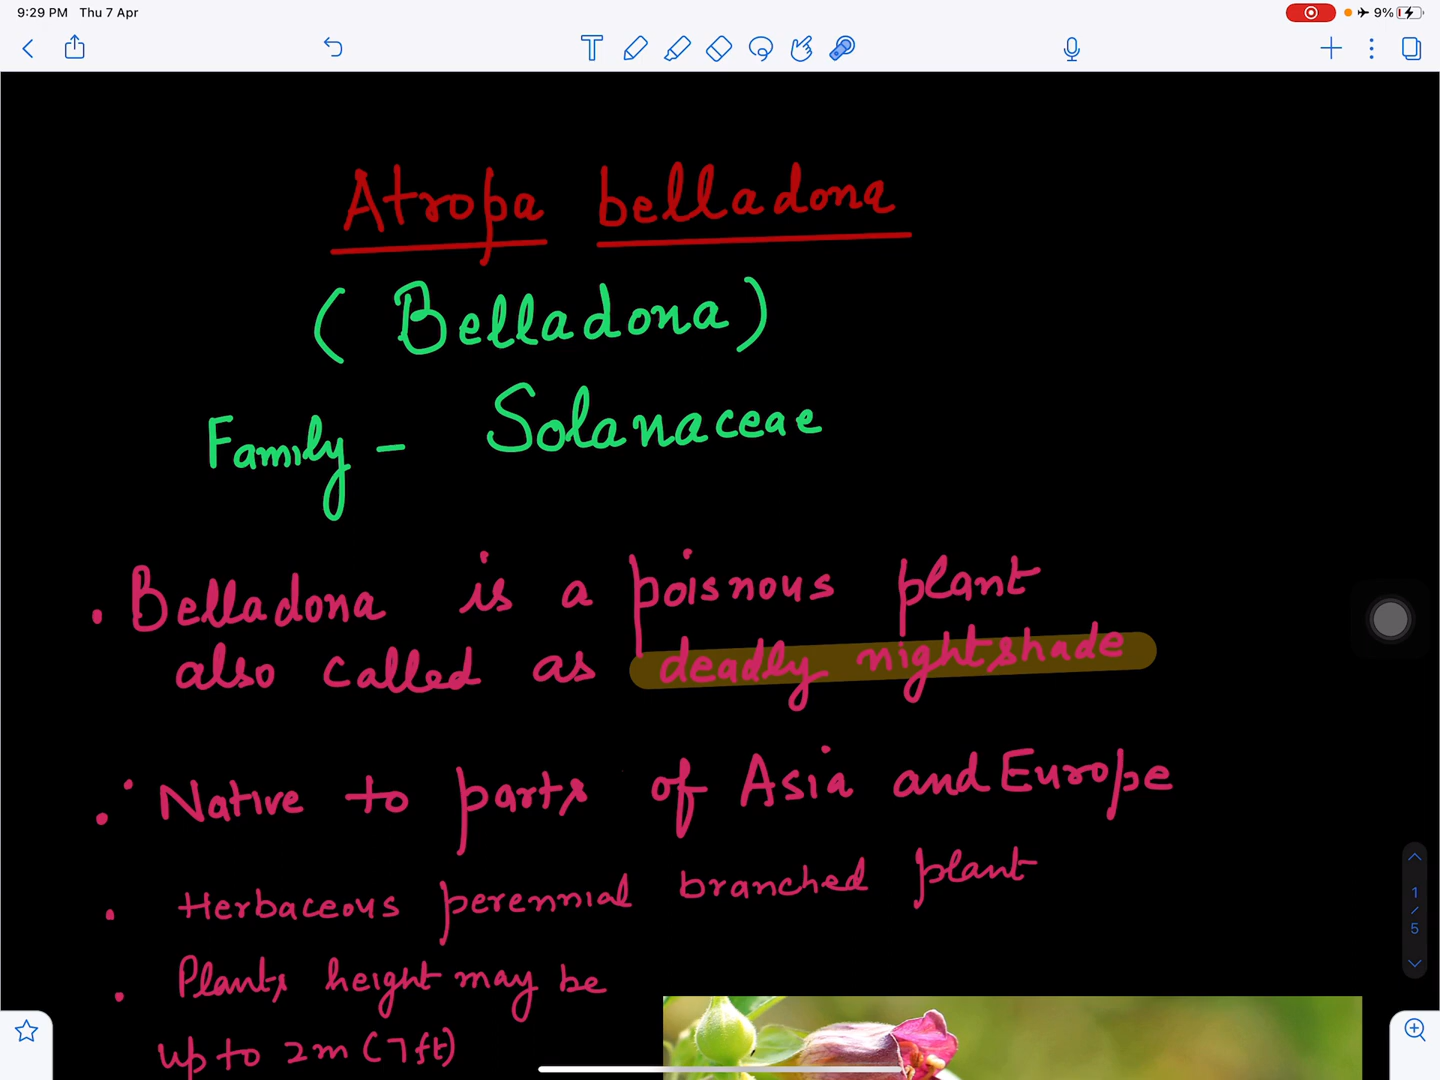 9:29 PM Thu 7 Apr
9%
Atropa belladona
( Belladona )
Family - Solanaceae
• Belladona is a poisnous plant
also called as deadly nightshade
• Native to parts of Asia and Europe
• Herbaceous perennial branched plant
• Plants height may be
up to 2m (7ft)
1
/
5